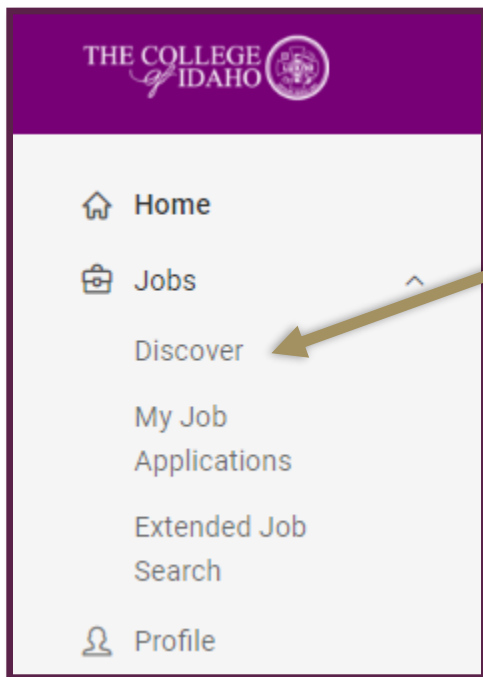 THE COLLEGE
of IDAHO
Home
Jobs
Discover
My Job
Applications
Extended Job
Search
Profile